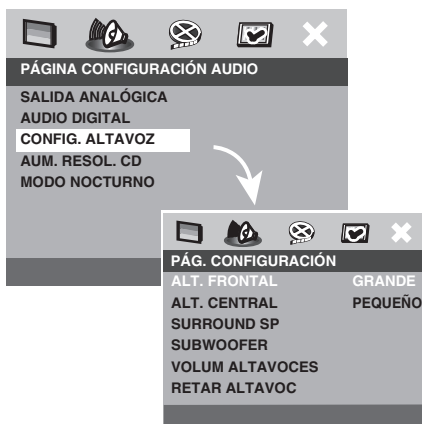 PÁGINA CONFIGURACIÓN AUDIO
SALIDA ANALÓGICA
AUDIO DIGITAL
CONFIG. ALTAVOZ
AUM. RESOL. CD
MODO NOCTURNO
PÁG. CONFIGURACIÓN
ALT. FRONTAL GRANDE
ALT. CENTRAL PEQUEÑO
SURROUND SP
SUBWOOFER
VOLUM ALTAVOCES
RETAR ALTAVOC